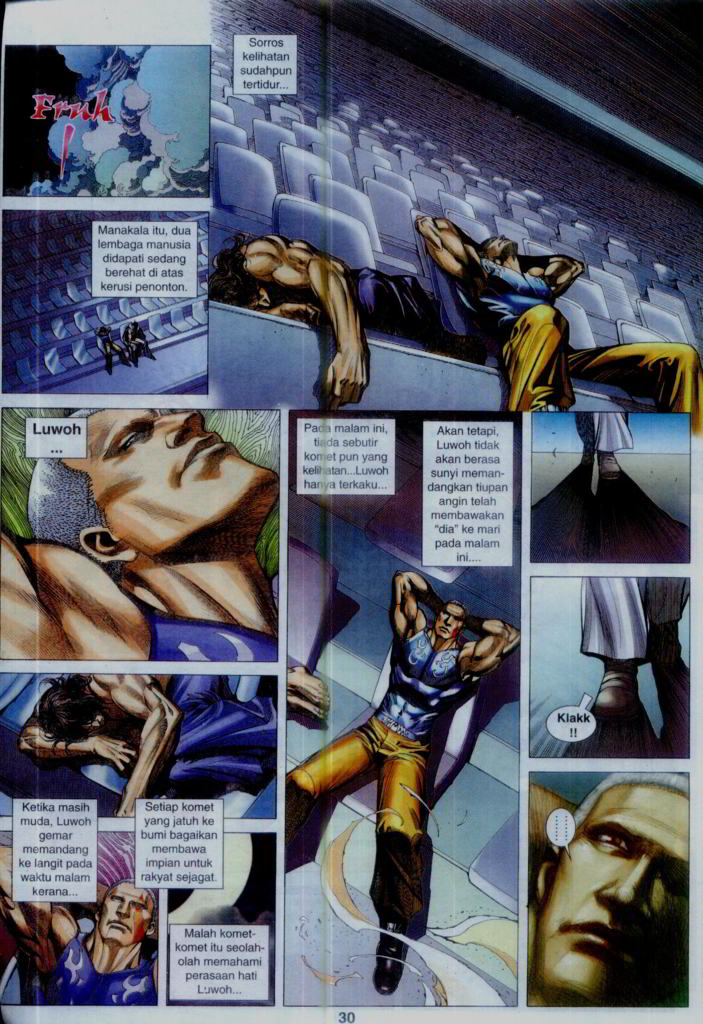 Fruh
!
Sorros
kelihatan
sudahpun
tertidur...
Manakala itu, dua
lembaga manusia
didapati sedang
berehat di atas
kerusi penonton.
Luwoh
...
Pada malam ini,
tiada sebutir
komet pun yang
kelihatan...Luwoh
hanya terkaku...
Akan tetapi,
Luwoh tidak
akan berasa
sunyi meman-
dangkan tiupan
angin telah
membawakan
"dia" ke mari
pada malam
ini....
Klakk
!!
Ketika masih
muda, Luwoh
gemar
memandang
ke langit pada
waktu malam
kerana...
Setiap komet
yang jatuh ke
bumi bagaikan
membawa
impian untuk
rakyat sejagat.
Malah komet-
komet itu seolah-
olah memahami
perasaan hati
Luwoh...
30